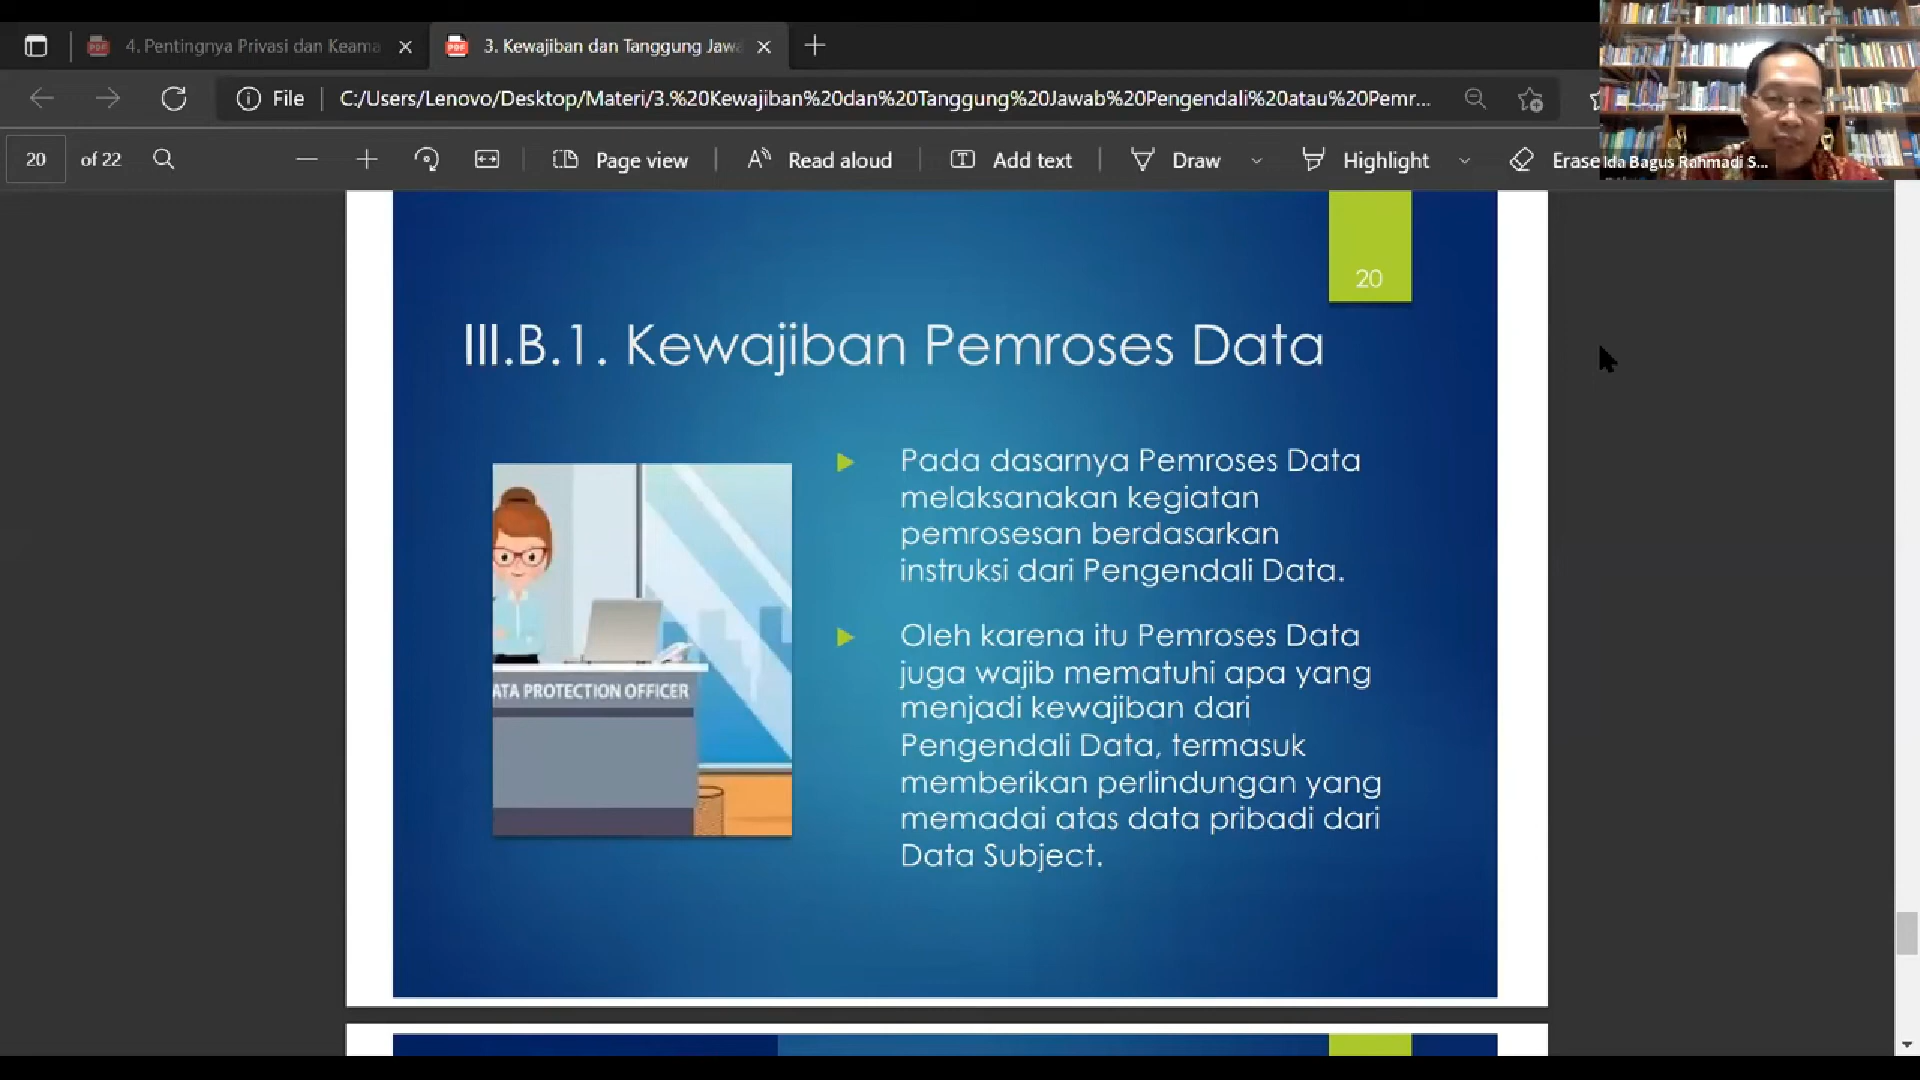 4. Pentingnya Privasi dan Keama
3. Kewajiban dan Tanggung Jawa
File
C:/Users/Lenovo/Desktop/Materi/3.%20Kewajiban%20dan%20Tanggung%20Jawab%20Pengendali%20atau%20Pemr...
20 of 22
Page view
Read aloud
Add text
Draw
Highlight
Erase
Ida Bagus Rahmadi S...
20
III.B.1. Kewajiban Pemroses Data
Pada dasarnya Pemroses Data
melaksanakan kegiatan
pemrosesan berdasarkan
instruksi dari Pengendali Data.
Oleh karena itu Pemroses Data
juga wajib mematuhi apa yang
menjadi kewajiban dari
Pengendali Data, termasuk
memberikan perlindungan yang
memadai atas data pribadi dari
Data Subject.
ATA PROTECTION OFFICER